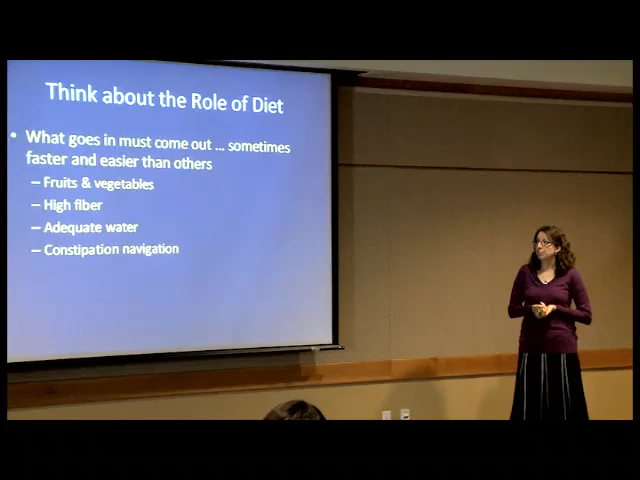 Think about the Role of Diet
• What goes in must come out ... sometimes
faster and easier than others
– Fruits & vegetables
– High fiber
– Adequate water
– Constipation navigation